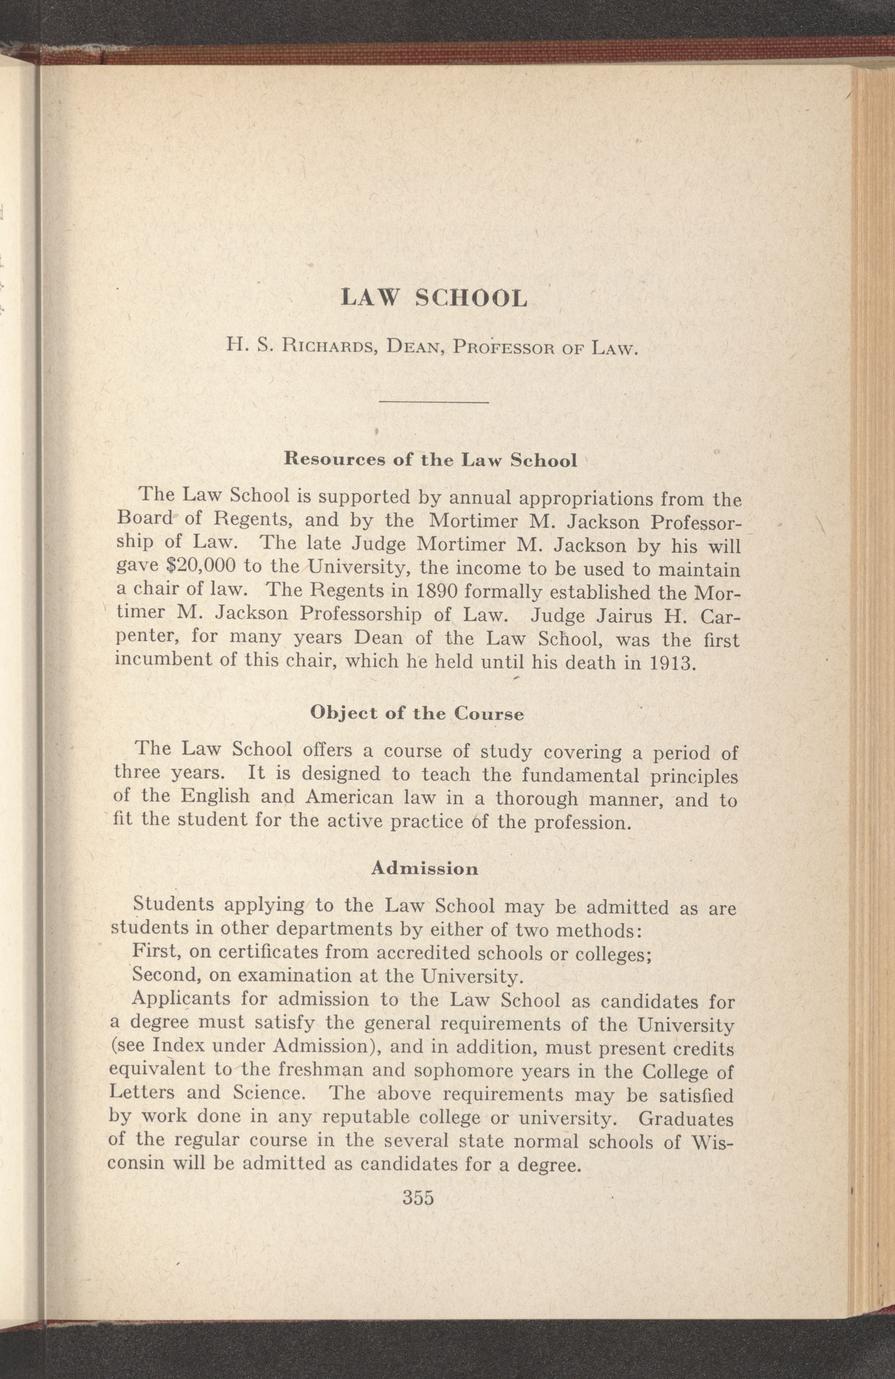 LAW SCHOOL
H. S. Richards, Dean, Professor of Law.
Resources of the Law School
The Law School is supported by annual appropriations from the
Board of Regents, and by the Mortimer M. Jackson Professor-
ship of Law. The late Judge Mortimer M. Jackson by his will
gave $20,000 to the University, the income to be used to maintain
a chair of law. The Regents in 1890 formally established the Mor-
timer M. Jackson Professorship of Law. Judge Jairus H. Car-
penter, for many years Dean of the Law School, was the first
incumbent of this chair, which he held until his death in 1913.
Object of the Course
The Law School offers a course of study covering a period of
three years. It is designed to teach the fundamental principles
of the English and American law in a thorough manner, and to
fit the student for the active practice of the profession.
Admission
Students applying to the Law School may be admitted as are
students in other departments by either of two methods:
First, on certificates from accredited schools or colleges;
Second, on examination at the University.
Applicants for admission to the Law School as candidates for
a degree must satisfy the general requirements of the University
(see Index under Admission), and in addition, must present credits
equivalent to the freshman and sophomore years in the College of
Letters and Science. The above requirements may be satisfied
by work done in any reputable college or university. Graduates
of the regular course in the several state normal schools of Wis-
consin will be admitted as candidates for a degree.
355